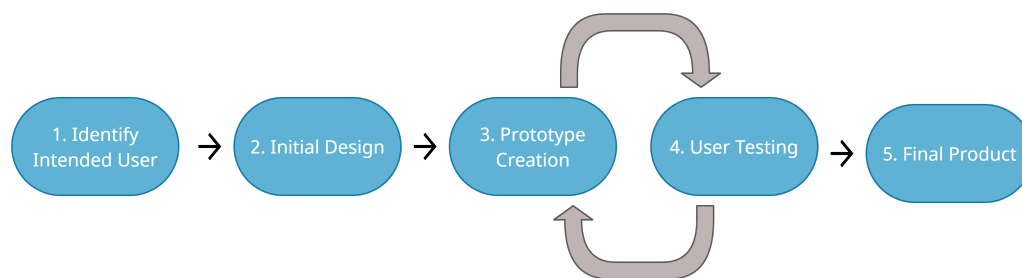 1. Identify
Intended User
2. Initial Design
3. Prototype
Creation
4. User Testing
5. Final Product